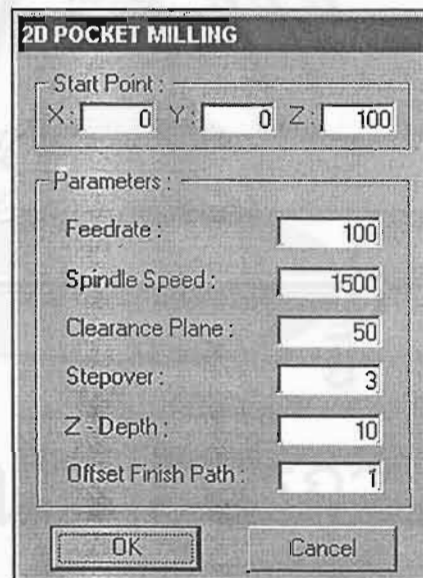 2D POCKET MILLING
Start Point :
X : 0 Y : 0 Z : 100
Parameters :
Feedrate : 100
Spindle Speed : 1500
Clearance Plane : 50
Stepover : 3
Z - Depth : 10
Offset Finish Path : 1
OK Cancel